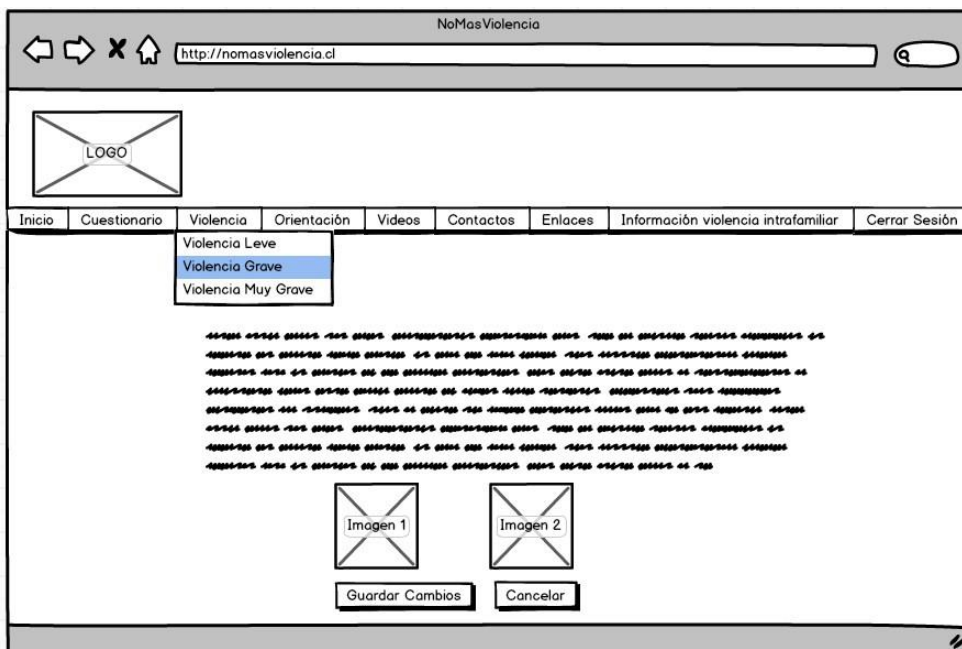 NoMasViolencia
http://nomasviolencia.cl
LOGO
Inicio Cuestionario Violencia Orientación Videos Contactos Enlaces Información violencia intrafamiliar Cerrar Sesión
Violencia Leve
Violencia Grave
Violencia Muy Grave
Imagen 1 Imagen 2
Guardar Cambios Cancelar